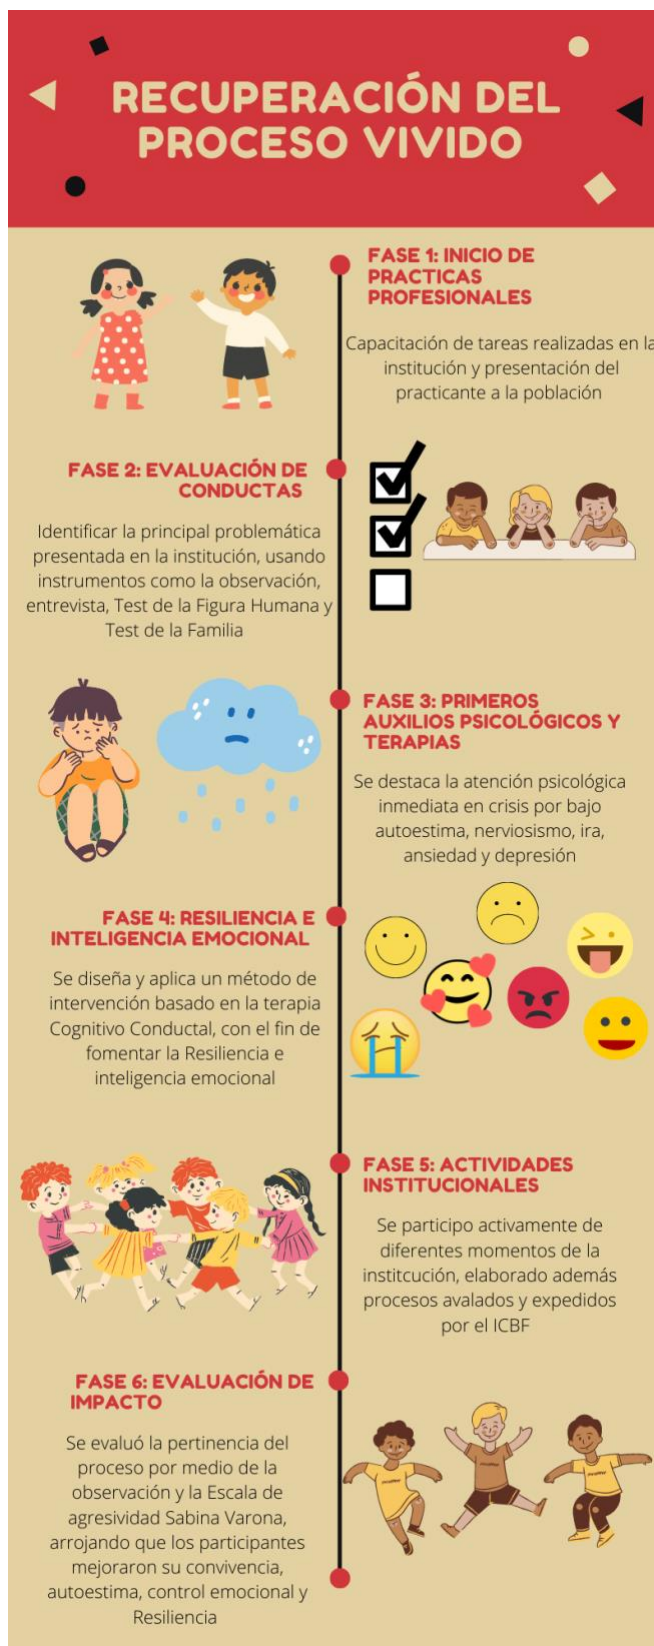 RECUPERACIÓN DEL
PROCESO VIVIDO
FASE 1: INICIO DE
PRACTICAS
PROFESIONALES
Capacitación de tareas realizadas en la
institución y presentación del
practicante a la población
FASE 2: EVALUACIÓN DE
CONDUCTAS
Identificar la principal problemática
presentada en la institución, usando
instrumentos como la observación,
entrevista, Test de la Figura Humana y
Test de la Familia
FASE 3: PRIMEROS
AUXILIOS PSICOLÓGICOS Y
TERAPIAS
Se destaca la atención psicológica
inmediata en crisis por bajo
autoestima, nerviosismo, ira,
ansiedad y depresión
FASE 4: RESILIENCIA E
INTELIGENCIA EMOCIONAL
Se diseña y aplica un método de
intervención basado en la terapia
Cognitivo Conductal, con el fin de
fomentar la Resiliencia e
inteligencia emocional
FASE 5: ACTIVIDADES
INSTITUCIONALES
Se participo activamente de
diferentes momentos de la
institcución, elaborado además
procesos avalados y expedidos
por el ICBF
FASE 6: EVALUACIÓN DE
IMPACTO
Se evaluó la pertinencia del
proceso por medio de la
observación y la Escala de
agresividad Sabina Varona,
arrojando que los participantes
mejoraron su convivencia,
autoestima, control emocional y
Resiliencia